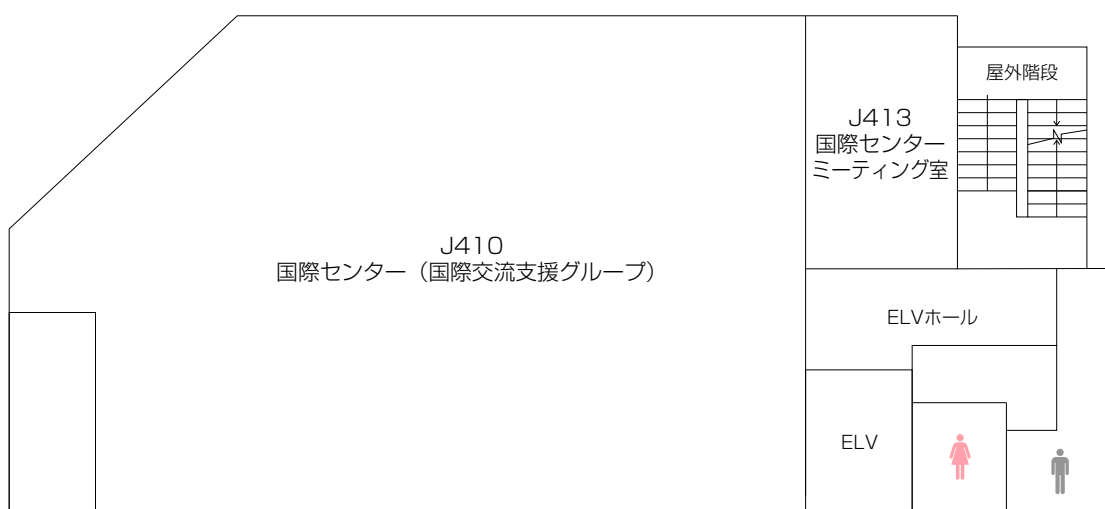 屋外階段
J413
国際センター
ミーティング室
J410
国際センター（国際交流支援グループ）
ELVホール
ELV